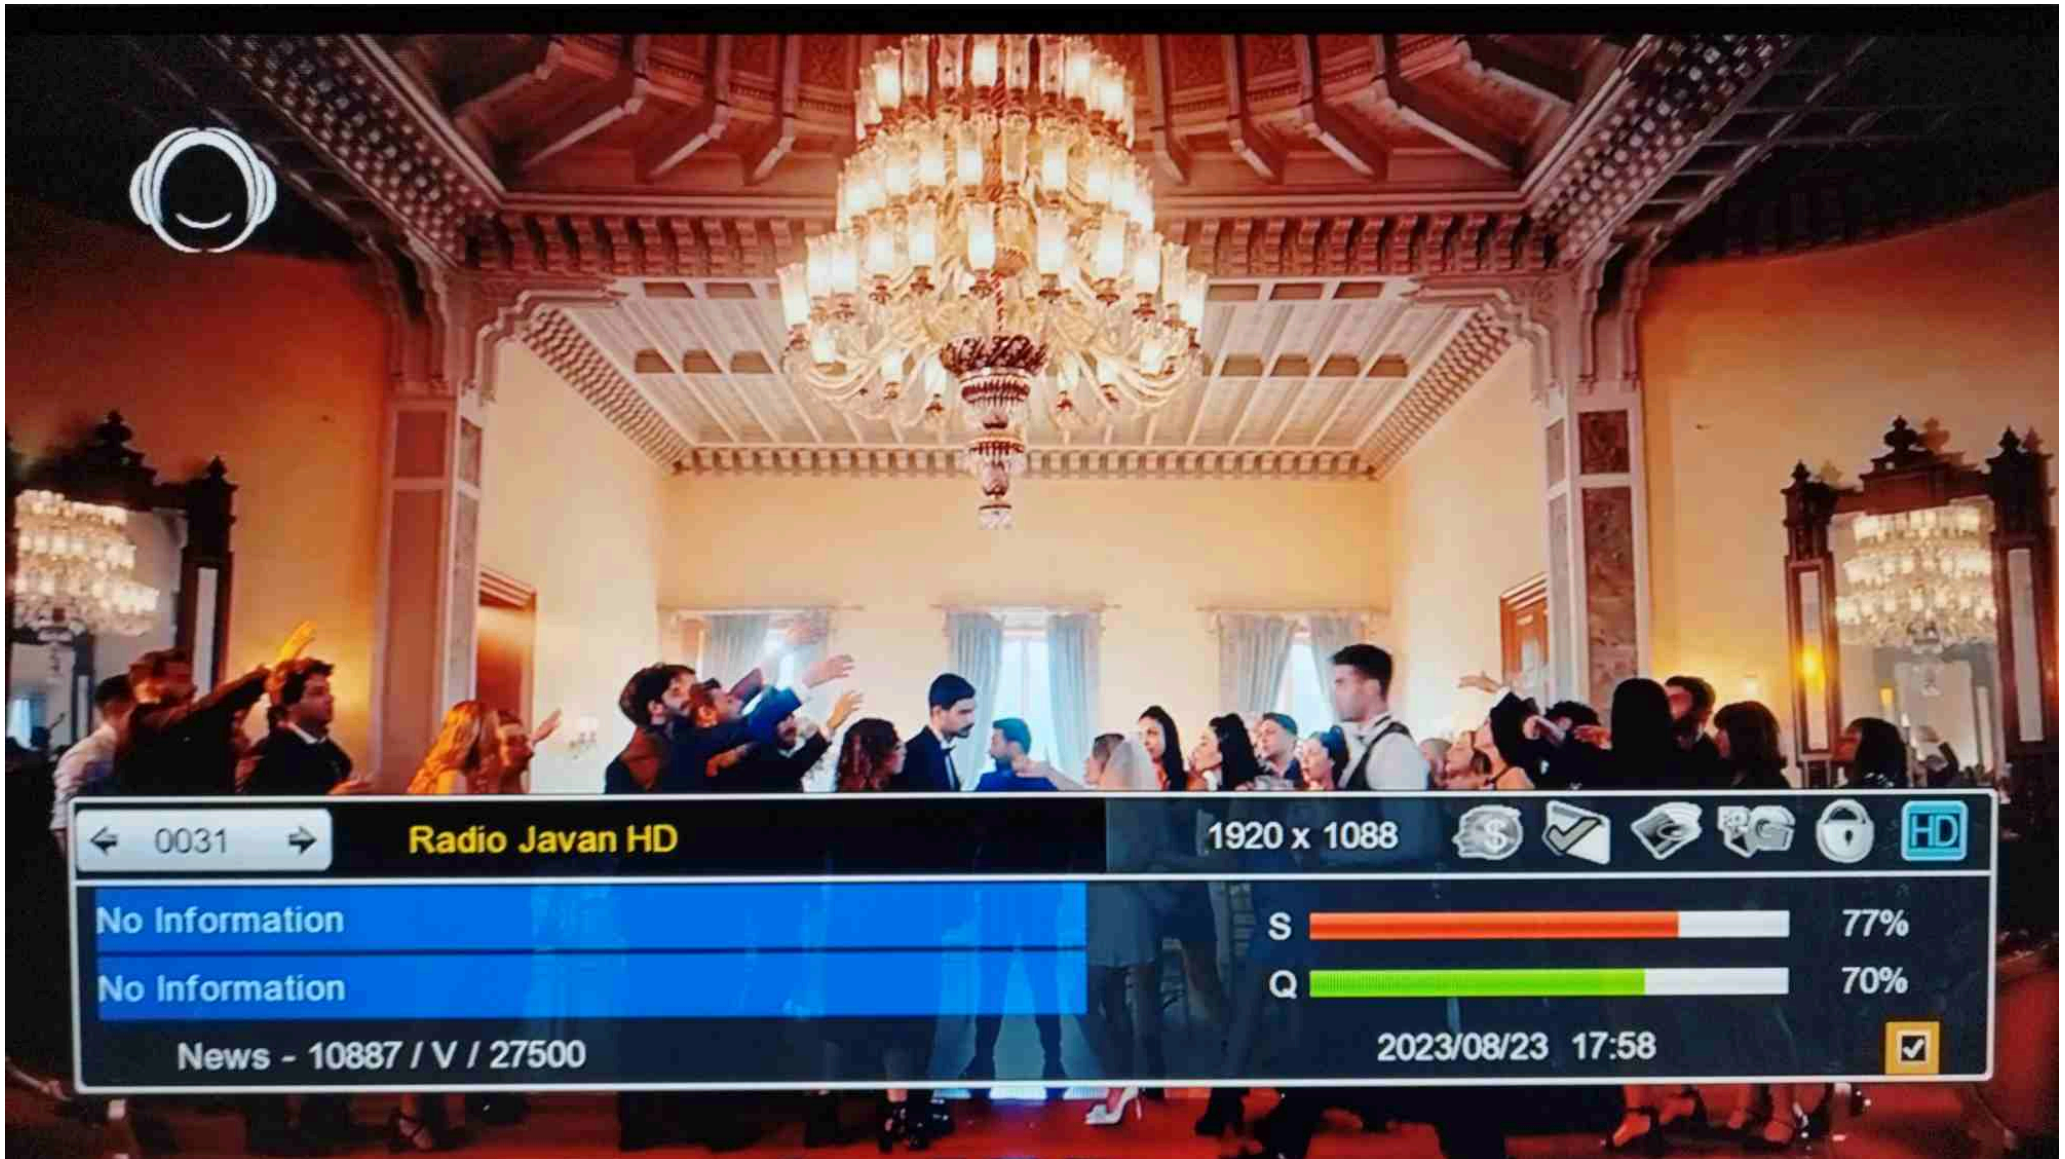 0031
Radio Javan HD
1920 x 1088
HD
No Information
No Information
S 77%
Q 70%
News - 10887 / V / 27500
2023/08/23 17:58